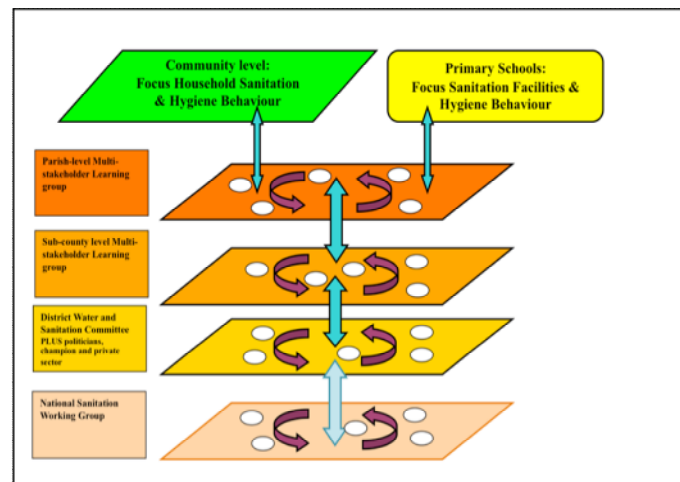 Community level:
Focus Household Sanitation
& Hygiene Behaviour
Primary Schools:
Focus Sanitation Facilities &
Hygiene Behaviour
Parish-level Multi-
stakeholder Learning
group
Sub-county level Multi-
stakeholder Learning
group
District Water and
Sanitation Committee
PLUS politicians,
champion and private
sector
National Sanitation
Working Group